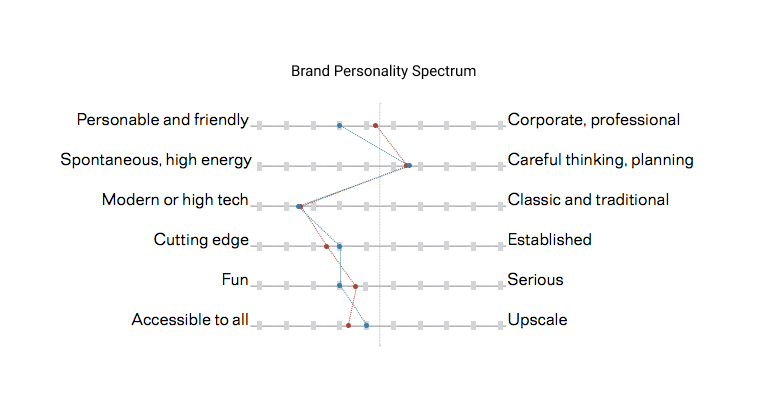 Brand Personality Spectrum
Personable and friendly Corporate, professional
Spontaneous, high energy Careful thinking, planning
Modern or high tech Classic and traditional
Cutting edge Established
Fun Serious
Accessible to all Upscale